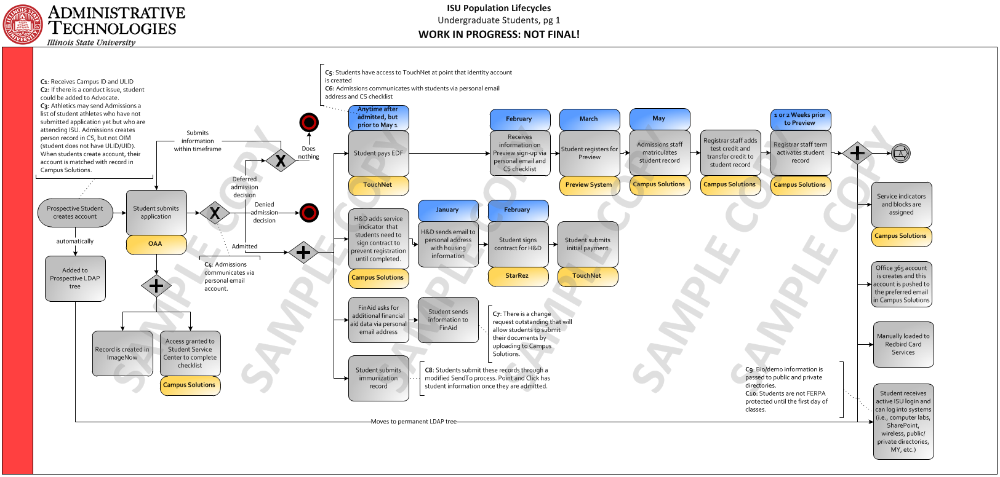 ADMINISTRATIVE
TECHNOLOGIES
Illinois State University
ISU Population Lifecycles
Undergraduate Students, pg 1
WORK IN PROGRESS: NOT FINAL!
C1: Receives Campus ID and ULID
C2: If there is a conduct issue, student
could be added to Advocate.
C3: Athletics may send Admissions a
list of student athletes who have not
submitted application yet but who are
attending ISU. Admissions creates
person record in CS, but not OIM
(student does not have ULID/UID).
When students create account, their
account is matched with record in
Campus Solutions.
C5: Students have access to TouchNet at point that identity account
is created
C6: Admissions communicates with students via personal email
address and CS checklist
Submits
information
within timeframe
X
Does
nothing
Deferred
admission
decision
Denied
admission
decision
Admitted
Prospective Student
creates account
automatically
Added to
Prospective LDAP
tree
Student submits
application
OAA
X
C4: Admissions
communicates via
personal email
account.
Record is created in
ImageNow
Access granted to
Student Service
Center to complete
checklist
Campus Solutions
Anytime after
admitted, but
prior to May 1
Student pays EDF
TouchNet
February
Receives
information on
Preview sign-up via
personal email and
CS checklist
March
Student registers for
Preview
Preview System
May
Admissions staff
matriculates
student record
Campus Solutions
Registrar staff adds
test credit and
transfer credit to
student record
Campus Solutions
1 or 2 Weeks prior
to Preview
Registrar staff term
activates student
record
Campus Solutions
A
H&D adds service
indicator that
students need to
sign contract to
prevent registration
until completed.
Campus Solutions
January
H&D sends email to
personal address
with housing
information
February
Student signs
contract for H&D
StarRez
Student submits
initial payment
TouchNet
FinAid asks for
additional financial
aid data via personal
email address
Student sends
information to
FinAid
C7: There is a change
request outstanding that will
allow students to submit
their documents by
uploading to Campus
Solutions.
Student submits
immunization
record
C8: Students submit these records through a
modified SendTo process. Point and Click has
student information once they are admitted.
Service indicators
and blocks are
assigned
Campus Solutions
Office 365 account
is creates and this
account is pushed to
the preferred email
in Campus Solutions
Manually loaded to
Redbird Card
Services
C9: Bio/demo information is
passed to public and private
directories.
C10: Students are not FERPA
protected until the first day of
classes.
Student receives
active ISU login and
can log into systems
(i.e., computer labs,
SharePoint,
wireless, public/
private directories,
MY, etc.)
Moves to permanent LDAP tree
SAMPLE COPY
SAMPLE COPY
SAMPLE COPY
SAMPLE COPY
SAMPLE COPY